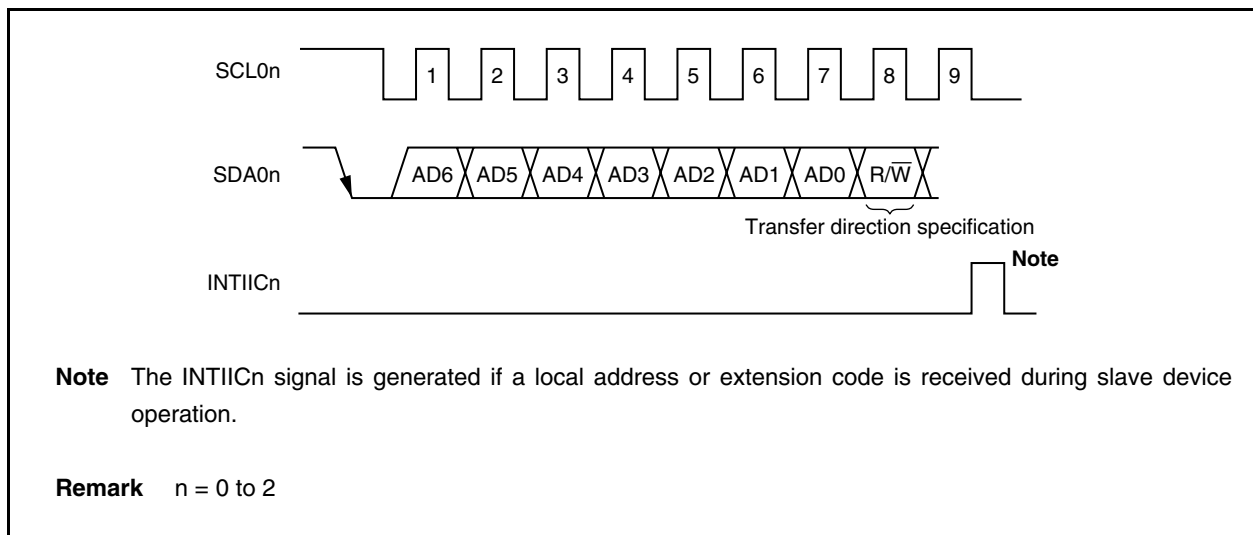 SCL0n
1 2 3 4 5 6 7 8 9
SDA0n
AD6 AD5 AD4 AD3 AD2 AD1 AD0 R/W̅
Transfer direction specification
INTIICn
Note
Note The INTIICn signal is generated if a local address or extension code is received during slave device
operation.
Remark n = 0 to 2